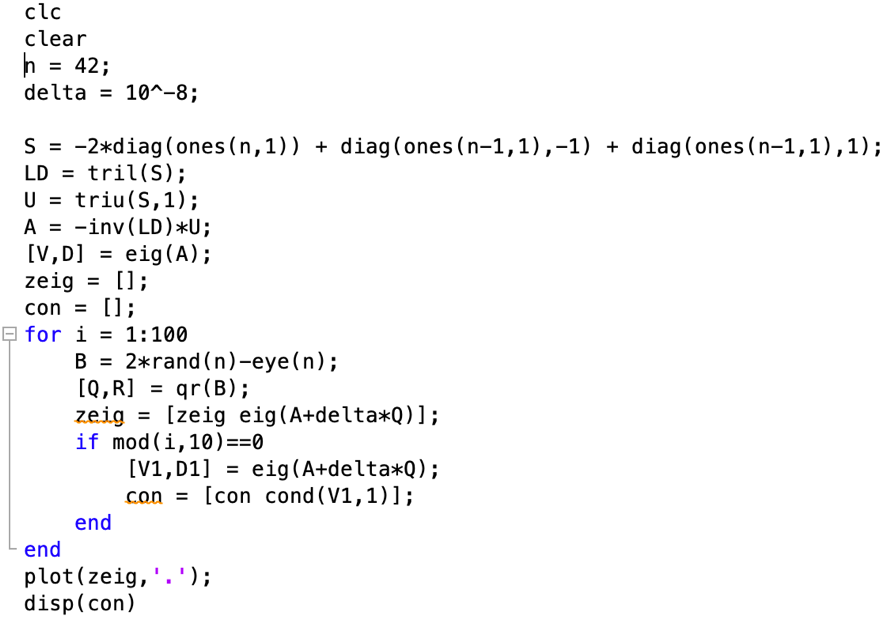 clc
clear
n = 42;
delta = 10^-8;

S = -2*diag(ones(n,1)) + diag(ones(n-1,1),-1) + diag(ones(n-1,1),1);
LD = tril(S);
U = triu(S,1);
A = -inv(LD)*U;
[V,D] = eig(A);
zeig = [];
con = [];
for i = 1:100
    B = 2*rand(n)-eye(n);
    [Q,R] = qr(B);
    zeig = [zeig eig(A+delta*Q)];
    if mod(i,10)==0
        [V1,D1] = eig(A+delta*Q);
        con = [con cond(V1,1)];
    end
end
plot(zeig,'.');
disp(con)